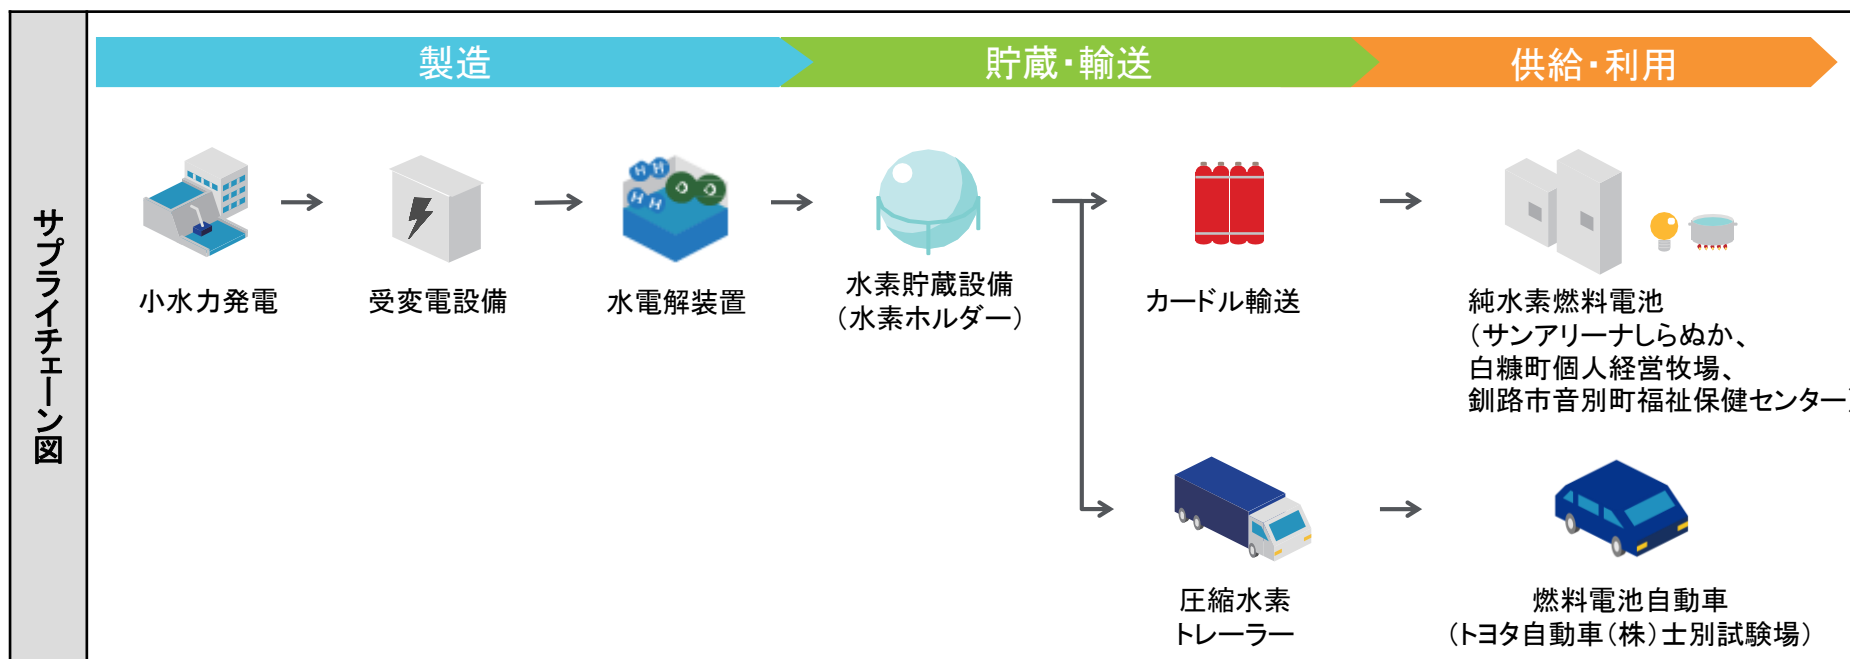 サプライチェーン図
製造
貯蔵・輸送
供給・利用
小水力発電
受変電設備
水電解装置
水素貯蔵設備
（水素ホルダー）
カードル輸送
純水素燃料電池
（サンアリーナしらぬか、
白糠町個人経営牧場、
釧路市音別町福祉保健センター）
圧縮水素
トレーラー
燃料電池自動車
（トヨタ自動車（株）士別試験場）
H H
H H
O O